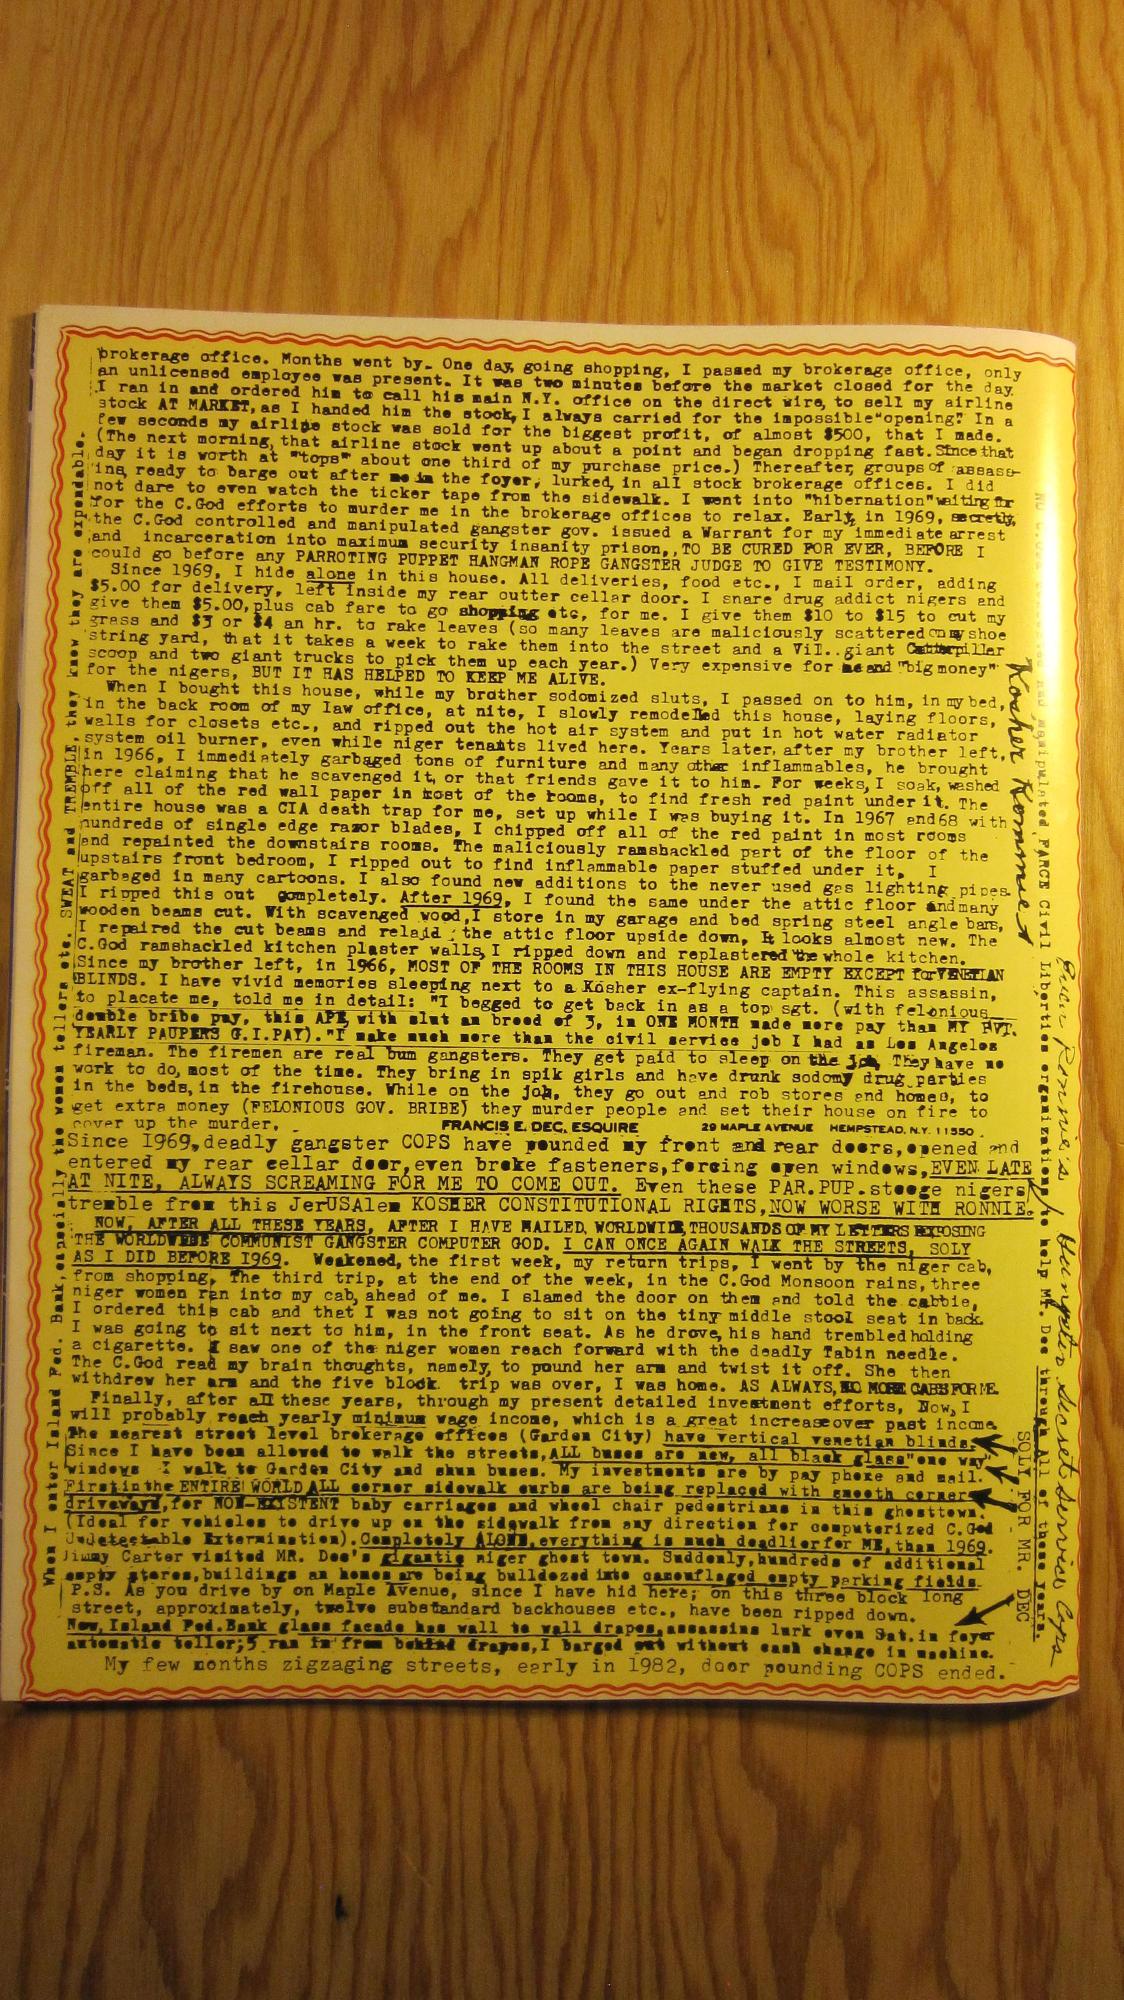 brokerage office. Months went by. One day, going shopping, I passed my brokerage office, only
an unlicensed employee was present. It was two minutes before the market closed for the day.
I ran in and ordered him to call his main N.Y. office on the direct wire, to sell my airline
stock AT MARKET, as I handed him the stock, I always carried for the impossible "opening". In a
few seconds my airline stock was sold for the biggest profit, of almost $500, that I made.
(The next morning, that airline stock went up about a point and began dropping fast. Since that
day it is worth at "tops" about one third of my purchase price.) Thereafter, groups of assass-
ins, ready to barge out after me in the foyer, lurked, in all stock brokerage offices. I did
not dare to even watch the ticker tape from the sidewalk. I went into "hibernation" waiting for
for the C.God efforts to murder me in the brokerage offices to relax. Early, in 1969, secretly,
the C.God controlled and manipulated gangster gov. issued a Warrant for my immediate arrest
and incarceration into maximum security insanity prison, TO BE CURED FOR EVER, BEFORE I
could go before any PARROTING PUPPET HANGMAN ROPE GANGSTER JUDGE TO GIVE TESTIMONY.
Since 1969, I hide alone in this house. All deliveries, food etc., I mail order, adding
$5.00 for delivery, left inside my rear outter cellar door. I snare drug addict nigers and
give them $5.00, plus cab fare to go shopping etc, for me. I give them $10 to $15 to cut my
grass and $3 or $4 an hr. to rake leaves (so many leaves are maliciously scattered on my shoe
string yard, that it takes a week to rake them into the street and a Vil..giant Catterpillar
scoop and two giant trucks to pick them up each year.) Very expensive for me and "big money"
for the nigers, BUT IT HAS HELPED TO KEEP ME ALIVE.
When I bought this house, while my brother sodomized sluts, I passed on to him, in my bed,
in the back room of my law office, at nite, I slowly remodelled this house, laying floors,
walls for closets etc., and ripped out the hot air system and put in hot water radiator
system oil burner, even while niger tenants lived here. Years later, after my brother left,
in 1966, I immediately garbaged tons of furniture and many other inflammables, he brought
here claiming that he scavenged it, or that friends gave it to him. For weeks, I soak, washed
off all of the red wall paper in most of the rooms, to find fresh red paint under it. The
entire house was a CIA death trap for me, set up while I was buying it. In 1967 and 68 with
hundreds of single edge razor blades, I chipped off all of the red paint in most rooms
and repainted the downstairs rooms. The maliciously ramshackled part of the floor of the
upstairs front bedroom, I ripped out to find inflammable paper stuffed under it, I
garbaged in many cartoons. I also found new additions to the never used gas lighting pipes.
I ripped this out completely. After 1969, I found the same under the attic floor and many
wooden beams cut. With scavenged wood, I store in my garage and bed spring steel angle bars,
I repaired the cut beams and relaid the attic floor upside down, It looks almost new. The
C.God ramshackled kitchen plaster walls, I ripped down and replastered the whole kitchen.
Since my brother left, in 1966, MOST OF THE ROOMS IN THIS HOUSE ARE EMPTY EXCEPT for VENETIAN
BLINDS. I have vivid memories sleeping next to a Kosher ex-flying captain. This assassin,
to placate me, told me in detail: "I begged to get back in as a top sgt. (with felonious
double bribe pay, this APE, with slut an breed of 3, in ONE MONTH made more pay than MY PVT.
YEARLY PAUPERS G.I.PAY). "I make much more than the civil service job I had as Los Angeles
fireman. The firemen are real bum gangsters. They get paid to sleep on the job. They have no
work to do, most of the time. They bring in spik girls and have drunk sodomy drug parties
in the beds, in the firehouse. While on the job, they go out and rob stores and homes, to
get extra money (FELONIOUS GOV. BRIBE) they murder people and set their house on fire to
cover up the murder.
FRANCIS E. DEC, ESQUIRE 29 MAPLE AVENUE HEMPSTEAD, N.Y. 11550
Since 1969, deadly gangster COPS have pounded my front and rear doors, opened and
entered my rear cellar door, even broke fasteners, forcing open windows, EVEN LATE
AT NITE, ALWAYS SCREAMING FOR ME TO COME OUT. Even these PAR.PUP.stooge nigers
tremble from this JerUSAlem KOSHER CONSTITUTIONAL RIGHTS, NOW WORSE WITH RONNIE.
NOW, AFTER ALL THESE YEARS, AFTER I HAVE MAILED, WORLDWIDE, THOUSANDS OF MY LETTERS EXPOSING
THE WORLDWIDE COMMUNIST GANGSTER COMPUTER GOD. I CAN ONCE AGAIN WALK THE STREETS, SOLY
AS I DID BEFORE 1969. Weakened, the first week, my return trips, I went by the niger cab,
from shopping, The third trip, at the end of the week, in the C.God Monsoon rains, three
niger women ran into my cab, ahead of me. I slamed the door on them and told the cabbie,
I ordered this cab and that I was not going to sit on the tiny middle stool seat in back.
I was going to sit next to him, in the front seat. As he drove, his hand trembled holding
a cigarette. I saw one of the niger women reach forward with the deadly Tabin needle.
The C.God read my brain thoughts, namely, to pound her arm and twist it off. She then
withdrew her arm and the five block trip was over, I was home. AS ALWAYS, NO MORE CABS FOR ME.
Finally, after all these years, through my present detailed investment efforts, Now, I
will probably reach yearly minimum wage income, which is a great increase over past income.
The nearest street level brokerage offices (Garden City) have vertical venetian blinds.
Since I have been allowed to walk the streets, ALL buses are new, all black glass "one way"
windows I walk to Garden City and shun buses. My investments are by pay phone and mail.
First in the ENTIRE WORLD ALL corner sidewalk curbs are being replaced with smooth corner
driveways, for NON-EXISTENT baby carriages and wheel chair pedestrians in this ghosttown.
(Ideal for vehicles to drive up on the sidewalk from any direction for computerized C.God
Undetectable Extermination). Completely ALONE, everything is much deadlier for ME, than 1969.
Jimmy Carter visited MR. Dec's gigantic niger ghost town. Suddenly, hundreds of additional
empty stores, buildings an homes are being bulldozed into camouflaged empty parking fields.
P.S. As you drive by on Maple Avenue, since I have hid here; on this three block long
street, approximately, twelve substandard backhouses etc., have been ripped down.
New, Island Fed. Bank glass facade has wall to wall drapes, assassins lurk even Sat. in foyer
automatic teller; 5 ran in from behind drapes, I barged out without cash change in machine.
My few months zigzaging streets, early in 1982, door pounding COPS ended.
When I enter Island Fed. Bank, especially the women tellers etc. SWEAT and TREMBLE, they know they are expendable.
Kosher Konmuet
SOLY FOR MR. DEC
manipulated FARCE Civil Liberties organizations to help Mr. Dec through all of these years.
Gangster Secret Service Cops